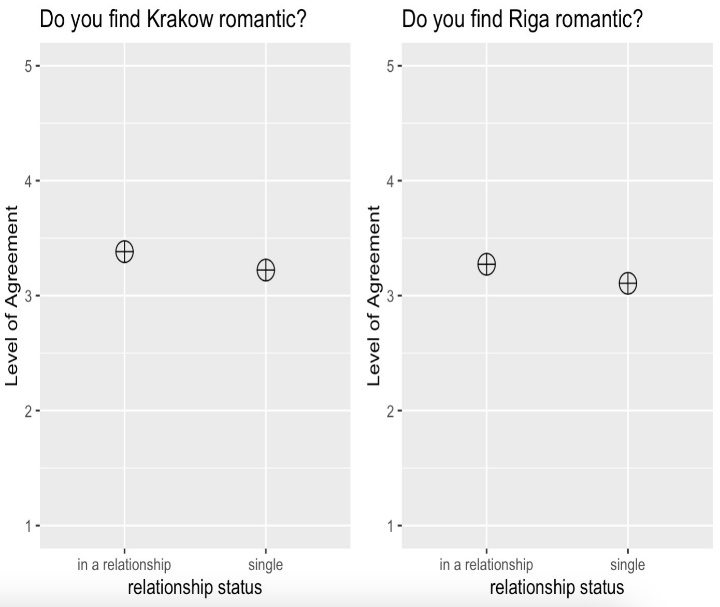 Do you find Krakow romantic?
5
4
3
2
1
Level of Agreement
in a relationship
single
relationship status
Do you find Riga romantic?
5
4
3
2
1
Level of Agreement
in a relationship
single
relationship status